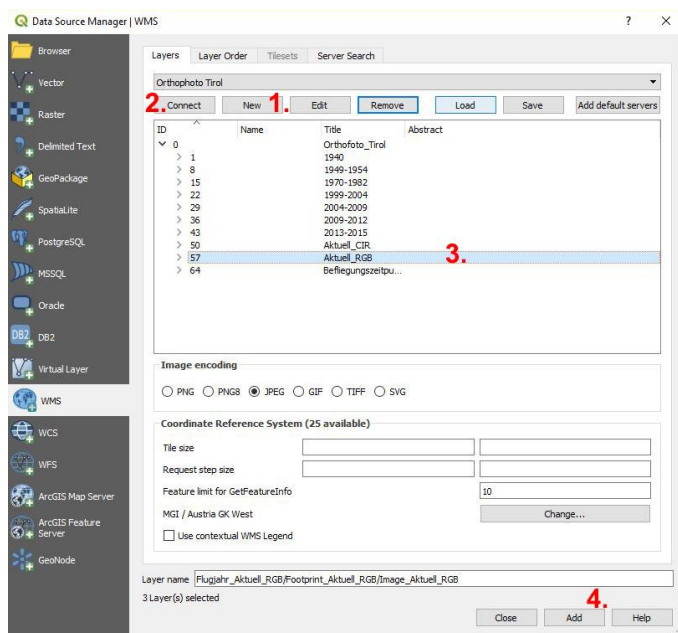 Data Source Manager | WMS
? X
Browser
Vector
Raster
Delimited Text
GeoPackage
SpatiaLite
PostgreSQL
MSSQL
Oracle
DB2 DB2
Virtual Layer
WMS
WCS
WFS
ArcGIS Map Server
ArcGIS Feature
Server
GeoNode
Layers Layer Order Tilesets Server Search
Orthophoto Tirol
2. Connect New 1. Edit Remove Load Save Add default servers
ID Name Title Abstract
0 Orthofoto_Tirol
1 1940
8 1949-1954
15 1970-1982
22 1999-2004
29 2004-2009
36 2009-2012
43 2013-2015
50 Aktuell_CIR
57 Aktuell_RGB 3.
64 Befliegungszeitpu...
Image encoding
PNG PNG8 JPEG GIF TIFF SVG
Coordinate Reference System (25 available)
Tile size
Request step size
Feature limit for GetFeatureInfo 10
MGI / Austria GK West Change...
Use contextual WMS Legend
Layer name Flugjahr_Aktuell_RGB/Footprint_Aktuell_RGB/Image_Aktuell_RGB
3 Layer(s) selected
4.
Close Add Help